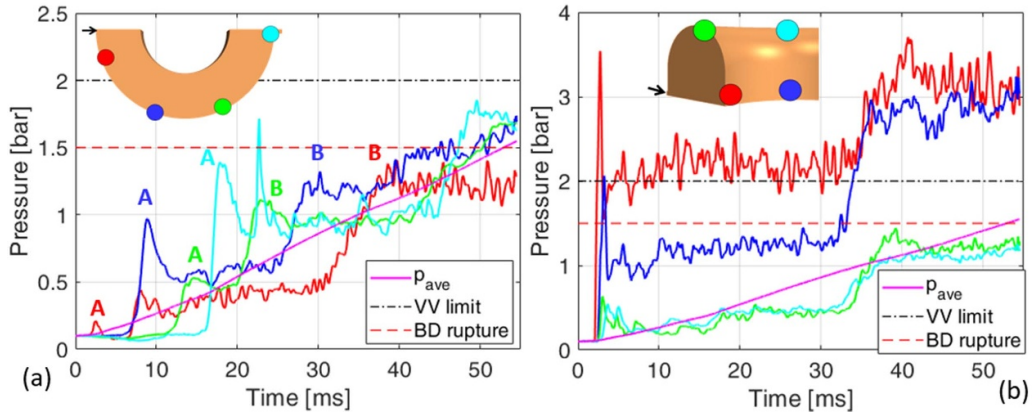 2.5
2
1.5
1
0.5
0
Pressure [bar]
A
A
A
A
B
B
B
p_ave
VV limit
BD rupture
0 10 20 30 40 50
Time [ms]
(a)
4
3
2
1
0
Pressure [bar]
p_ave
VV limit
BD rupture
0 10 20 30 40 50
Time [ms]
(b)